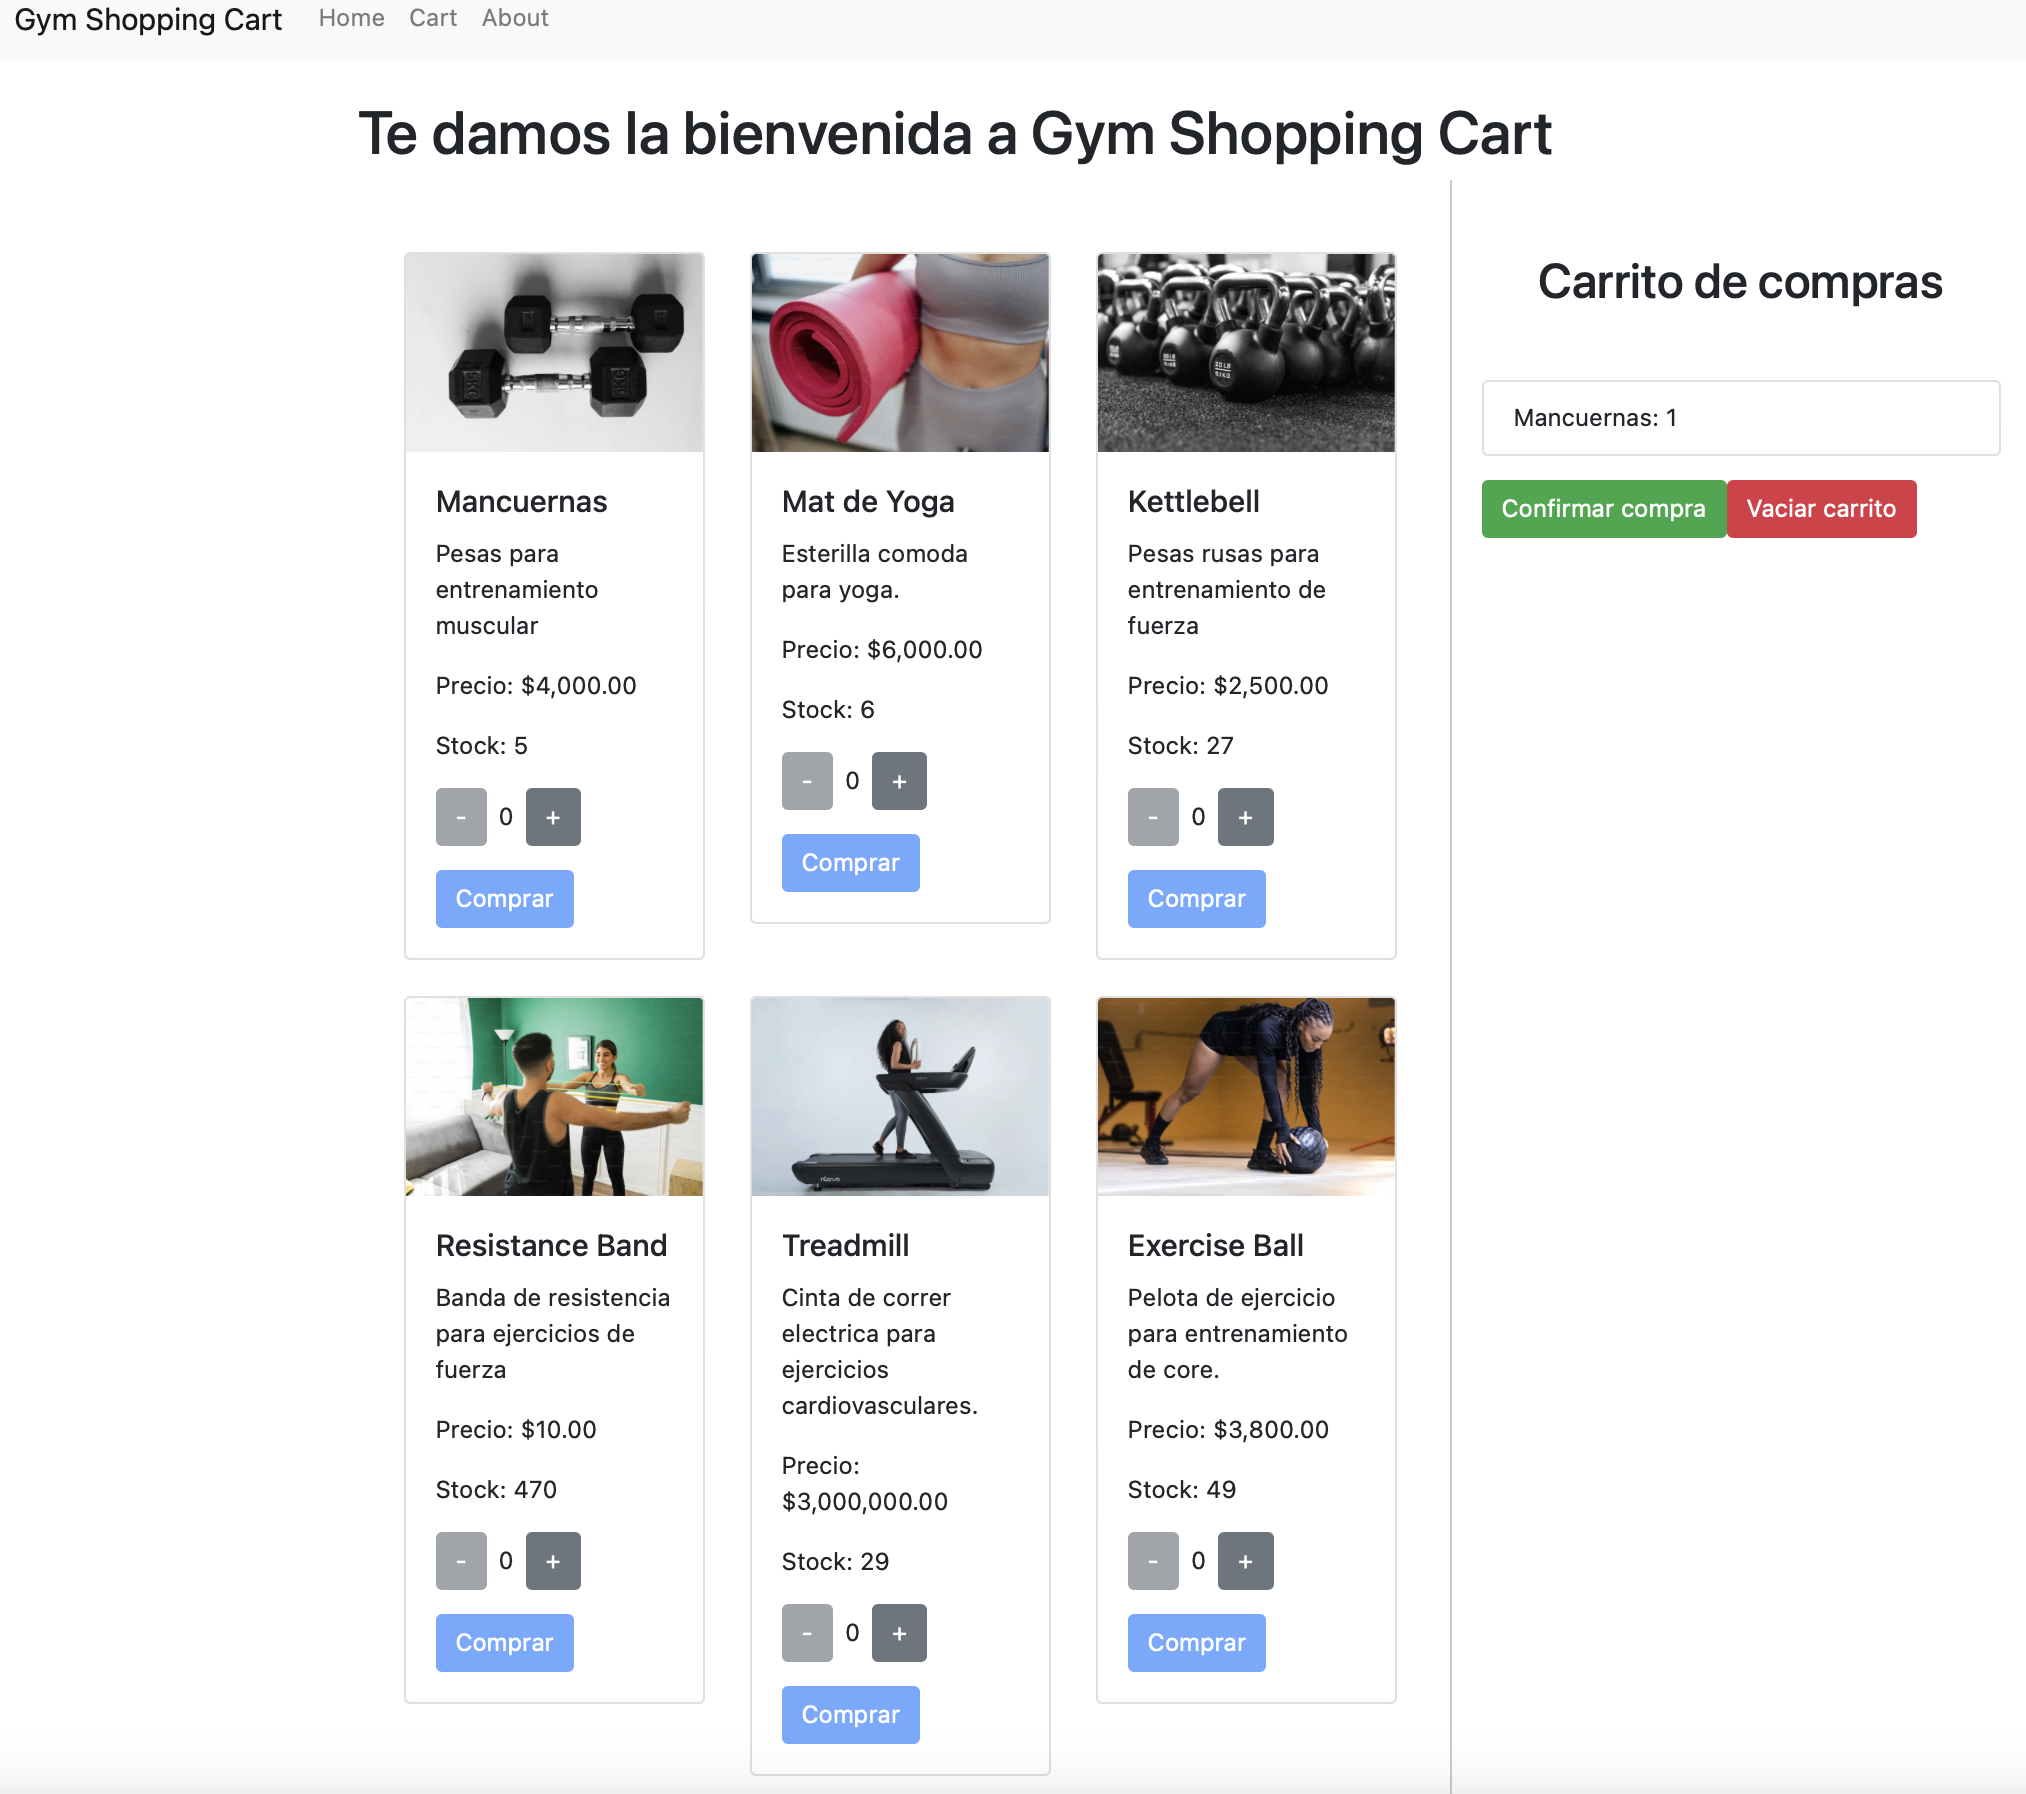 Gym Shopping Cart Home Cart About
Te damos la bienvenida a Gym Shopping Cart
Mancuernas
Pesas para
entrenamiento
muscular
Precio: $4,000.00
Stock: 5
- 0 +
Comprar
Mat de Yoga
Esterilla comoda
para yoga.
Precio: $6,000.00
Stock: 6
- 0 +
Comprar
20 LB
9.1 KG
Kettlebell
Pesas rusas para
entrenamiento de
fuerza
Precio: $2,500.00
Stock: 27
- 0 +
Comprar
Resistance Band
Banda de resistencia
para ejercicios de
fuerza
Precio: $10.00
Stock: 470
- 0 +
Comprar
Treadmill
Cinta de correr
electrica para
ejercicios
cardiovasculares.
Precio:
$3,000,000.00
Stock: 29
- 0 +
Comprar
Exercise Ball
Pelota de ejercicio
para entrenamiento
de core.
Precio: $3,800.00
Stock: 49
- 0 +
Comprar
Carrito de compras
Mancuernas: 1
Confirmar compra Vaciar carrito